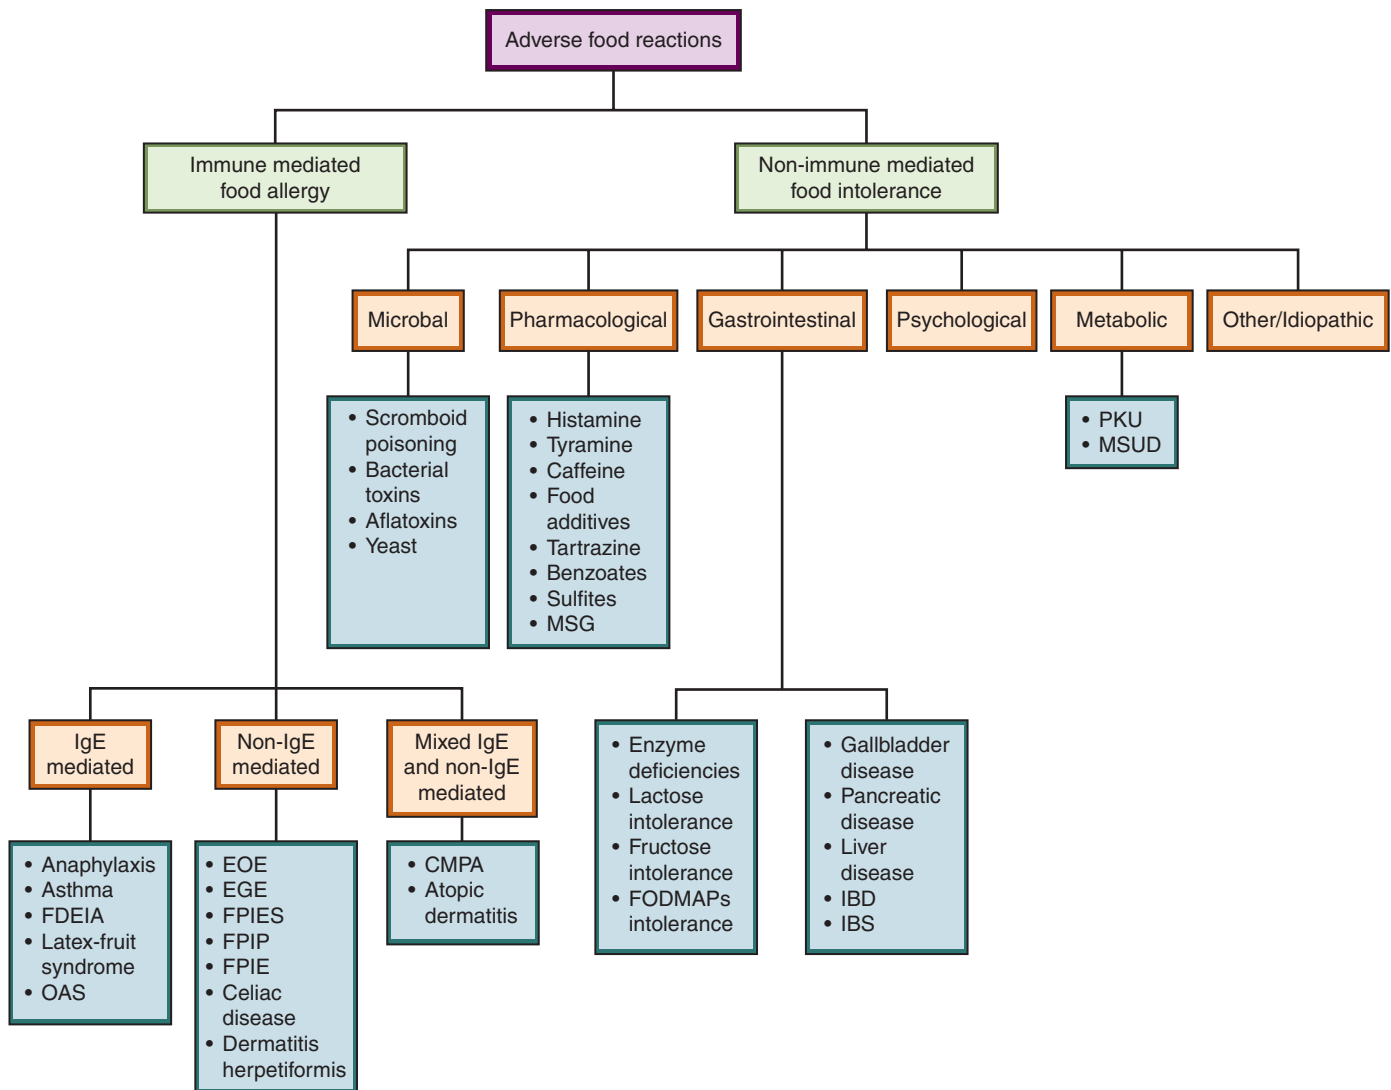 Adverse food reactions
Immune mediated
food allergy
Non-immune mediated
food intolerance
Microbal
Pharmacological
Gastrointestinal
Psychological
Metabolic
Other/Idiopathic
• Scromboid
poisoning
• Bacterial
toxins
• Aflatoxins
• Yeast
• Histamine
• Tyramine
• Caffeine
• Food
additives
• Tartrazine
• Benzoates
• Sulfites
• MSG
• PKU
• MSUD
IgE
mediated
Non-IgE
mediated
Mixed IgE
and non-IgE
mediated
• Enzyme
deficiencies
• Lactose
intolerance
• Fructose
intolerance
• FODMAPs
intolerance
• Gallbladder
disease
• Pancreatic
disease
• Liver
disease
• IBD
• IBS
• Anaphylaxis
• Asthma
• FDEIA
• Latex-fruit
syndrome
• OAS
• EOE
• EGE
• FPIES
• FPIP
• FPIE
• Celiac
disease
• Dermatitis
herpetiformis
• CMPA
• Atopic
dermatitis